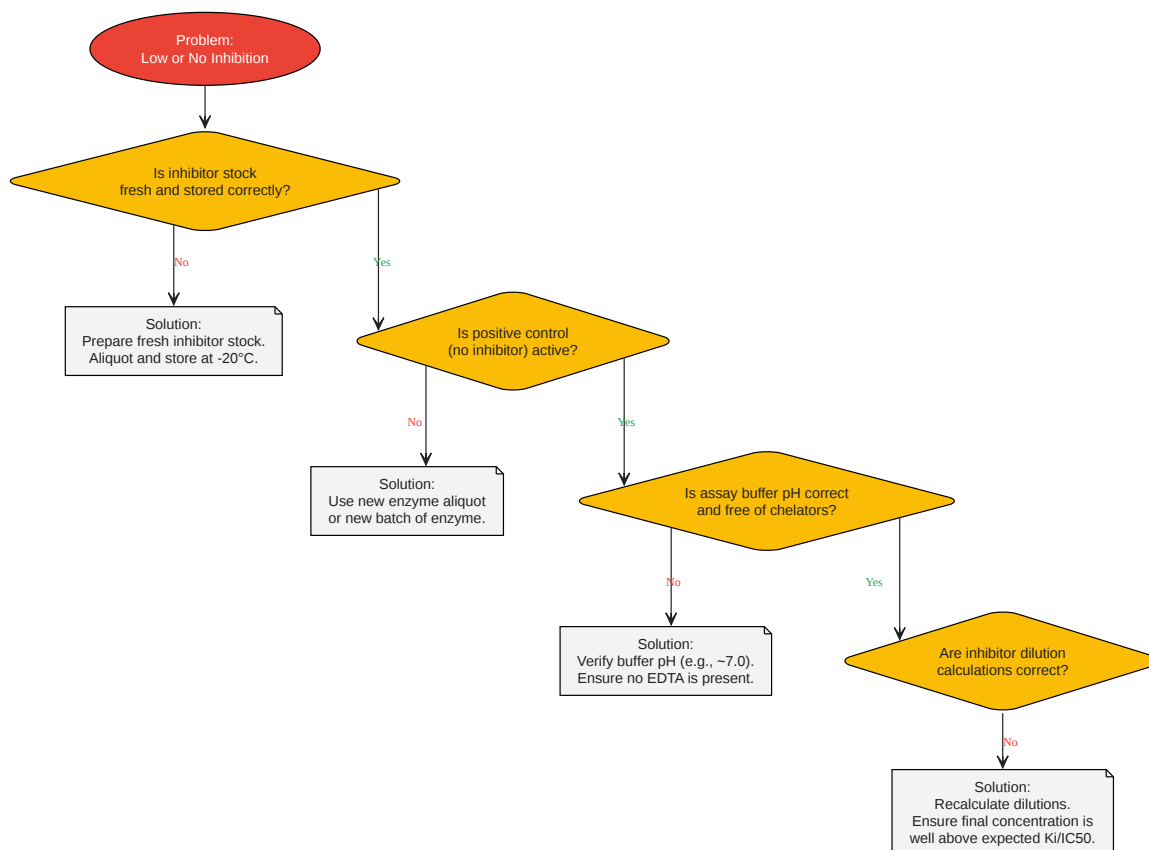 Problem:
Low or No Inhibition
Is inhibitor stock
fresh and stored correctly?
No
Yes
Solution:
Prepare fresh inhibitor stock.
Aliquot and store at -20°C.
Is positive control
(no inhibitor) active?
No
Yes
Solution:
Use new enzyme aliquot
or new batch of enzyme.
Is assay buffer pH correct
and free of chelators?
No
Yes
Solution:
Verify buffer pH (e.g., ~7.0).
Ensure no EDTA is present.
Are inhibitor dilution
calculations correct?
No
Solution:
Recalculate dilutions.
Ensure final concentration is
well above expected Ki/IC50.